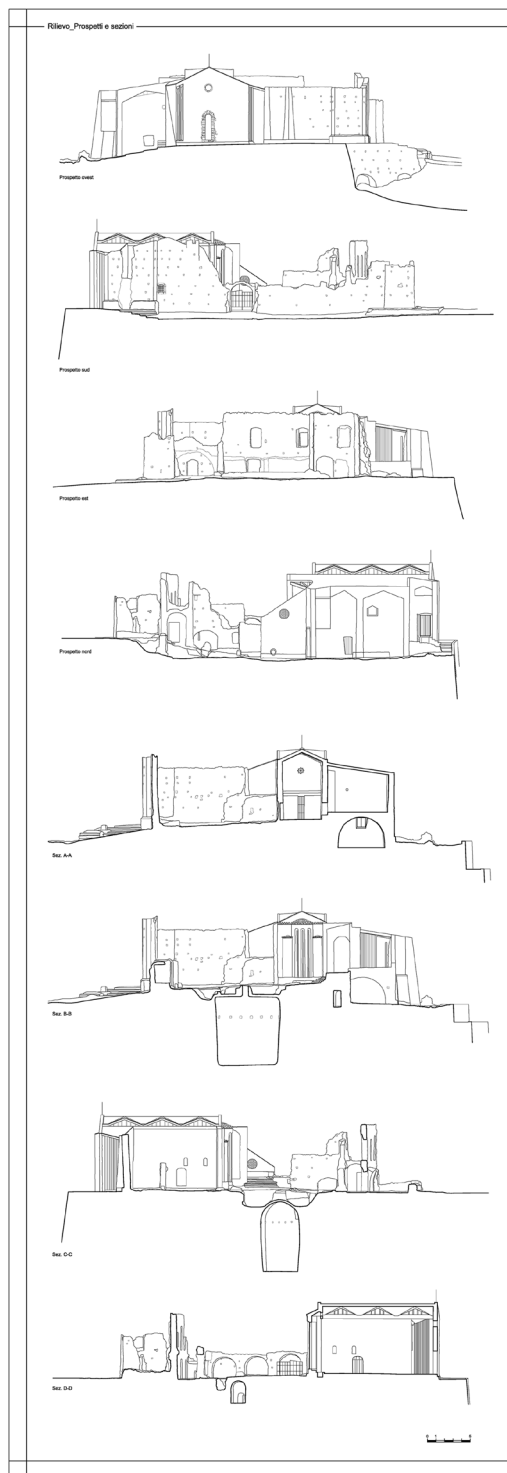 Rilievo_Prospetti e sezioni
Prospetto ovest
Prospetto sud
Prospetto est
Prospetto nord
Sez. A-A
Sez. B-B
Sez. C-C
Sez. D-D